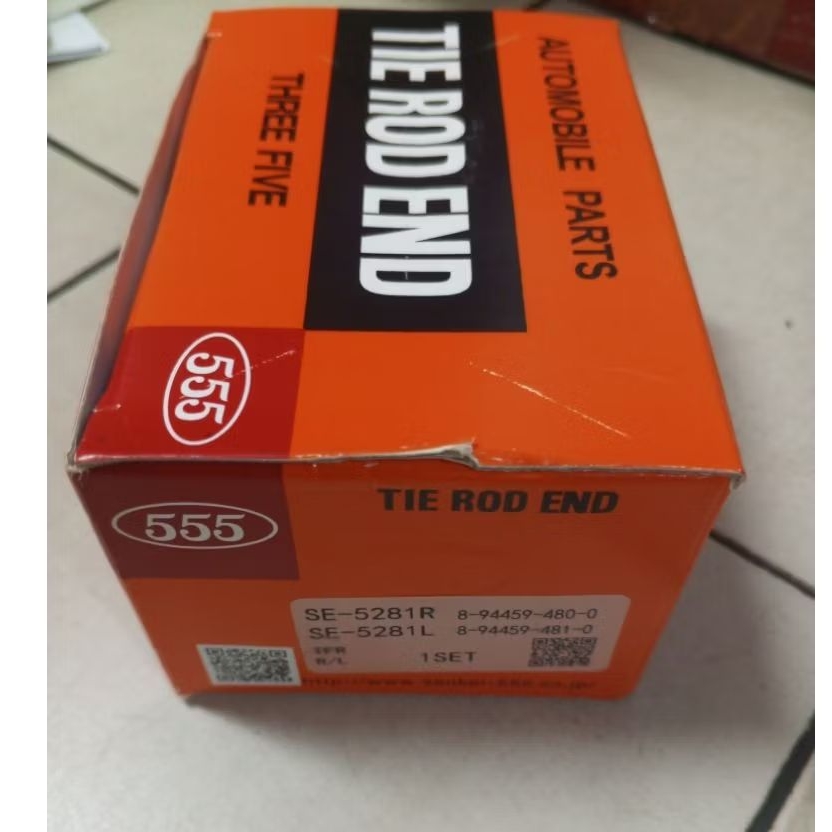 AUTOMOBILE PARTS
TIE ROD END
THREE FIVE
555
555
TIE ROD END
SE-5281R 8-94459-480-0
SE-5281L 8-94459-481-0
TFR
R/L 1SET